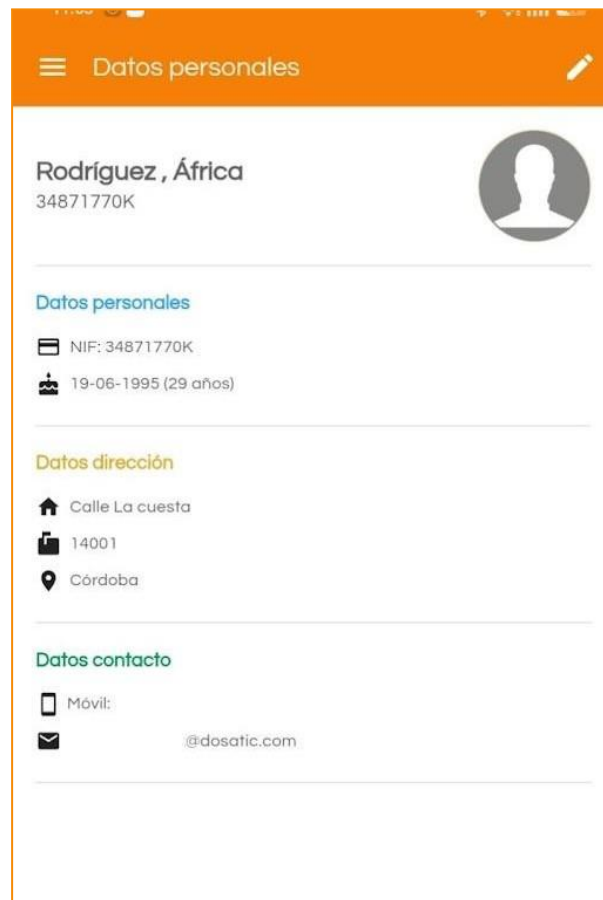 Datos personales
Rodríguez , África
34871770K
Datos personales
NIF: 34871770K
19-06-1995 (29 años)
Datos dirección
Calle La cuesta
14001
Córdoba
Datos contacto
Móvil:
@dosatic.com